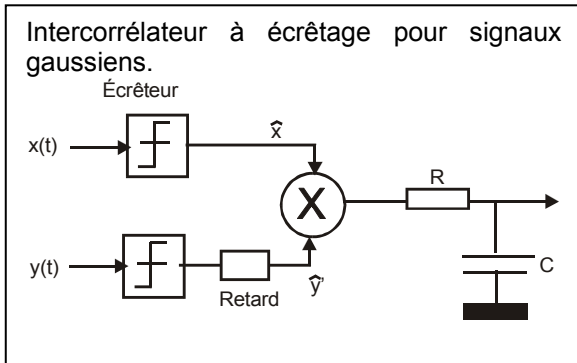 Intercorrélateur à écrêtage pour signaux
gaussiens.
Écrêteur
x(t)
x̂
X
R
y(t)
Retard
ŷ'
C